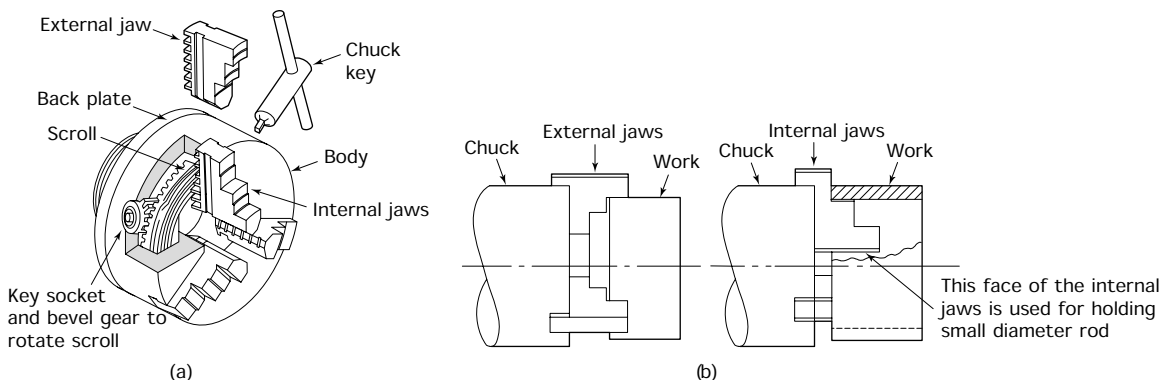 External jaw
Chuck
key
Back plate
Scroll
Body
Internal jaws
Key socket
and bevel gear to
rotate scroll
(a)
External jaws
Chuck
Work
Internal jaws
Chuck
Work
This face of the internal
jaws is used for holding
small diameter rod
(b)